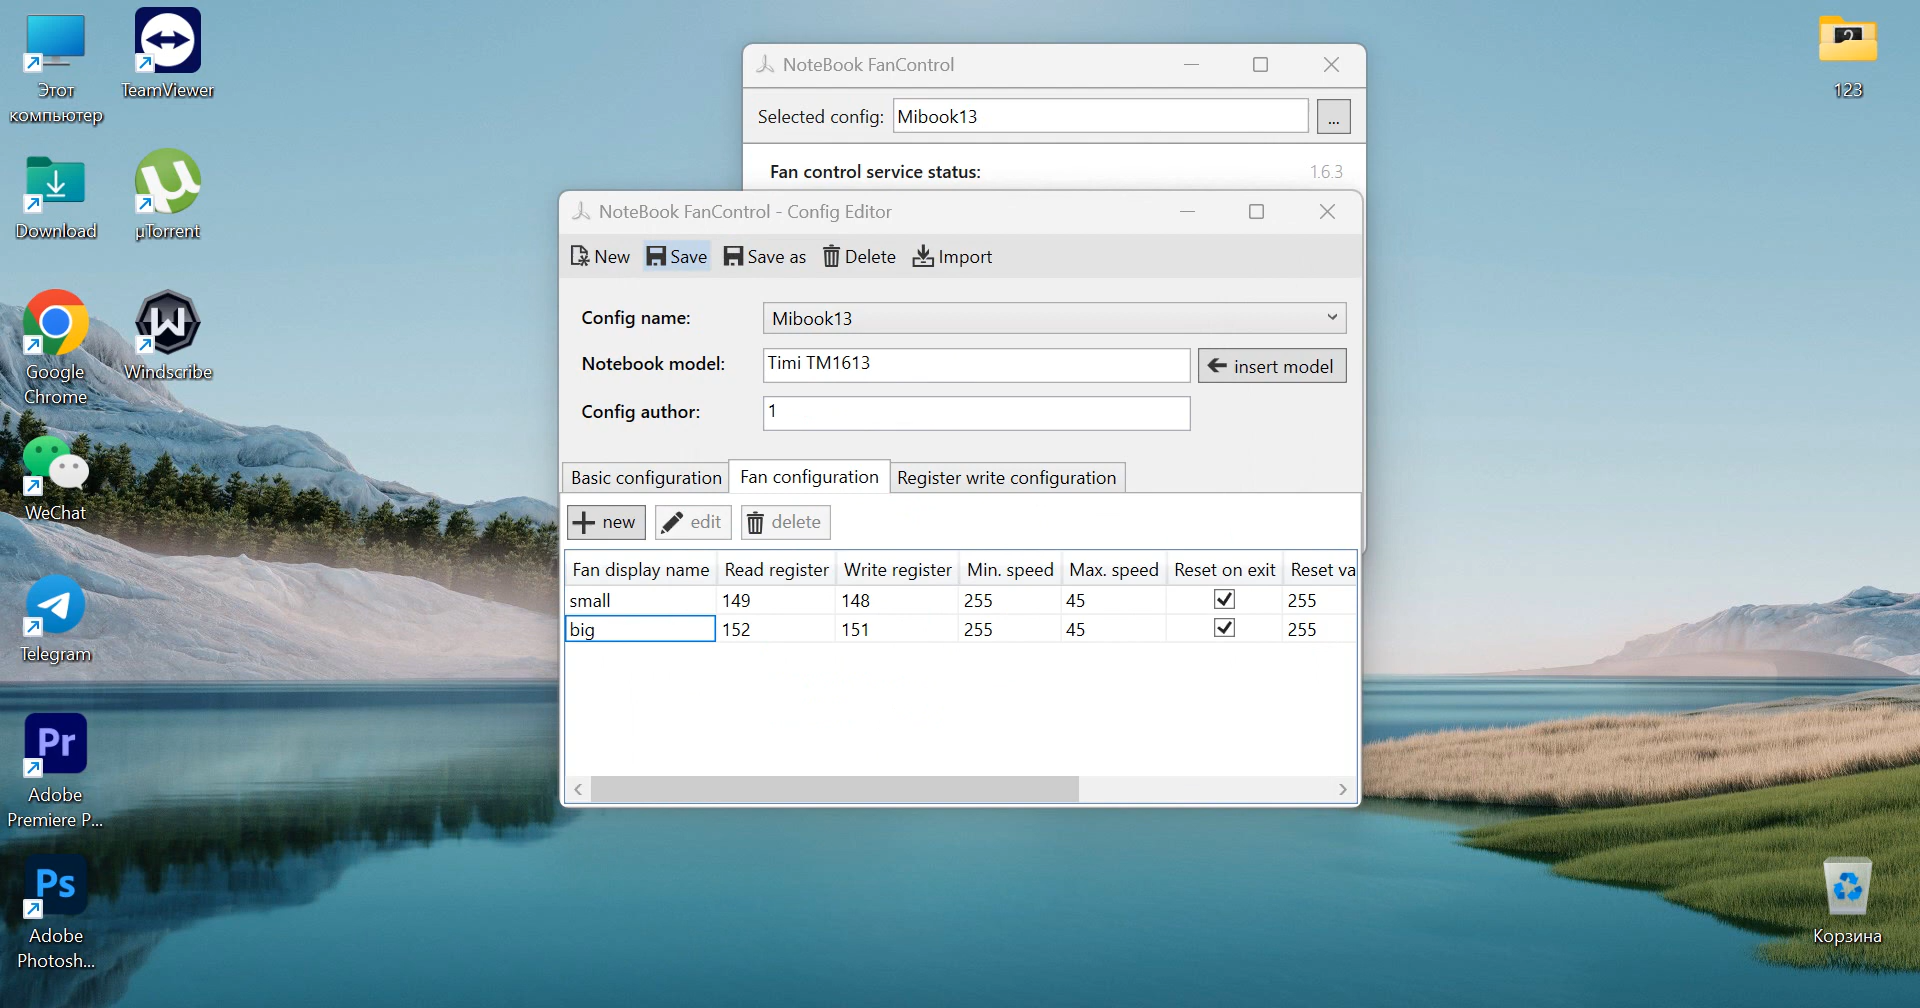 Этот
компьютер
TeamViewer
Download
µTorrent
Google
Chrome
Windscribe
WeChat
Telegram
Pr
Adobe
Premiere P...
Ps
Adobe
Photosh...
123
Корзина
NoteBook FanControl
Selected config: Mibook13 ...
Fan control service status: 1.6.3
NoteBook FanControl - Config Editor
New Save Save as Delete Import
Config name: Mibook13
Notebook model: Timi TM1613 insert model
Config author: 1
Basic configuration Fan configuration Register write configuration
new edit delete
Fan display name Read register Write register Min. speed Max. speed Reset on exit Reset va
small 149 148 255 45 255
big 152 151 255 45 255